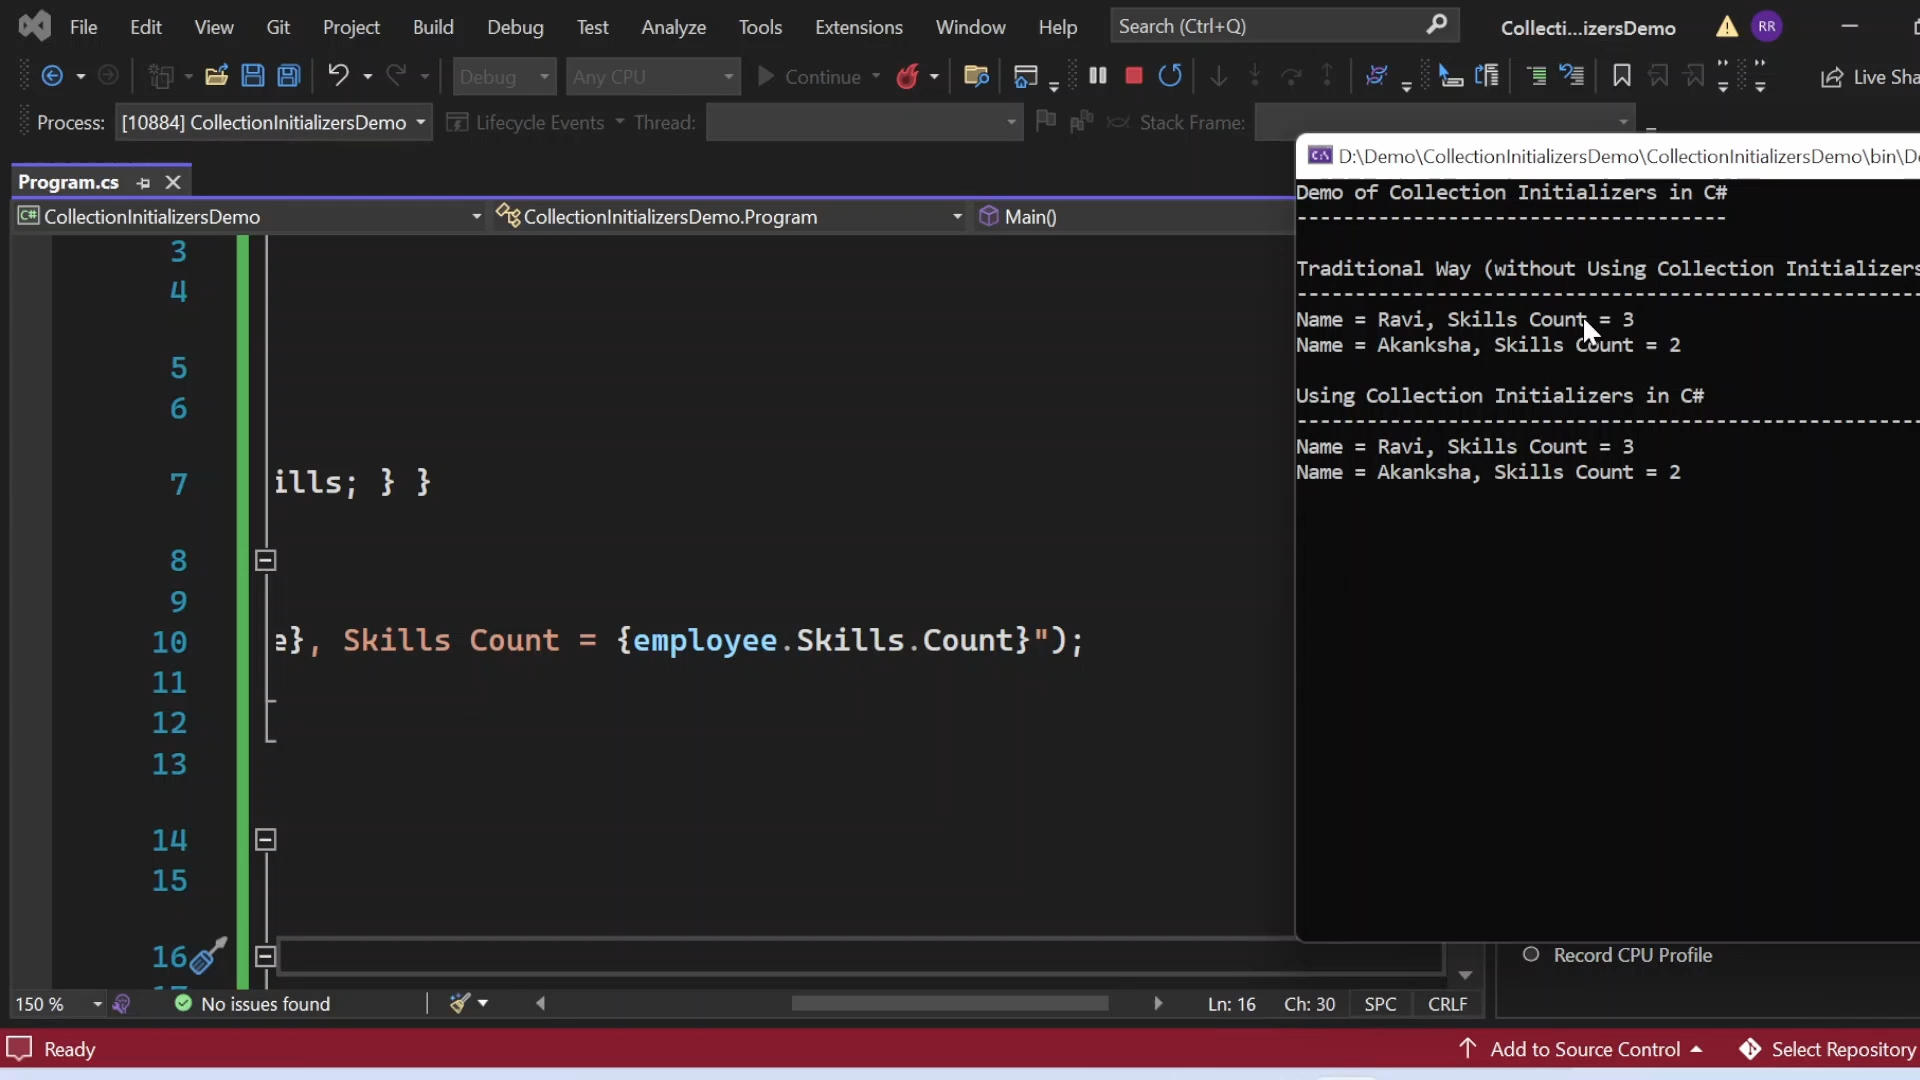 File Edit View Git Project Build Debug Test Analyze Tools Extensions Window Help Search (Ctrl+Q) Collecti...izersDemo RR
Debug Any CPU Continue Live Sha
Process: [10884] CollectionInitializersDemo Lifecycle Events Thread: Stack Frame:
Program.cs
CollectionInitializersDemo CollectionInitializersDemo.Program Main()
3
4
5
6
7 ills; } }
8
9
10 e}, Skills Count = {employee.Skills.Count}");
11
12
13
14
15
16
D:\Demo\CollectionInitializersDemo\CollectionInitializersDemo\bin\De
Demo of Collection Initializers in C#
-------------------------------------
Traditional Way (without Using Collection Initializers
------------------------------------------------------
Name = Ravi, Skills Count = 3
Name = Akanksha, Skills Count = 2
Using Collection Initializers in C#
------------------------------------------------------
Name = Ravi, Skills Count = 3
Name = Akanksha, Skills Count = 2
Record CPU Profile
150 % No issues found Ln: 16 Ch: 30 SPC CRLF
Ready Add to Source Control Select Repository